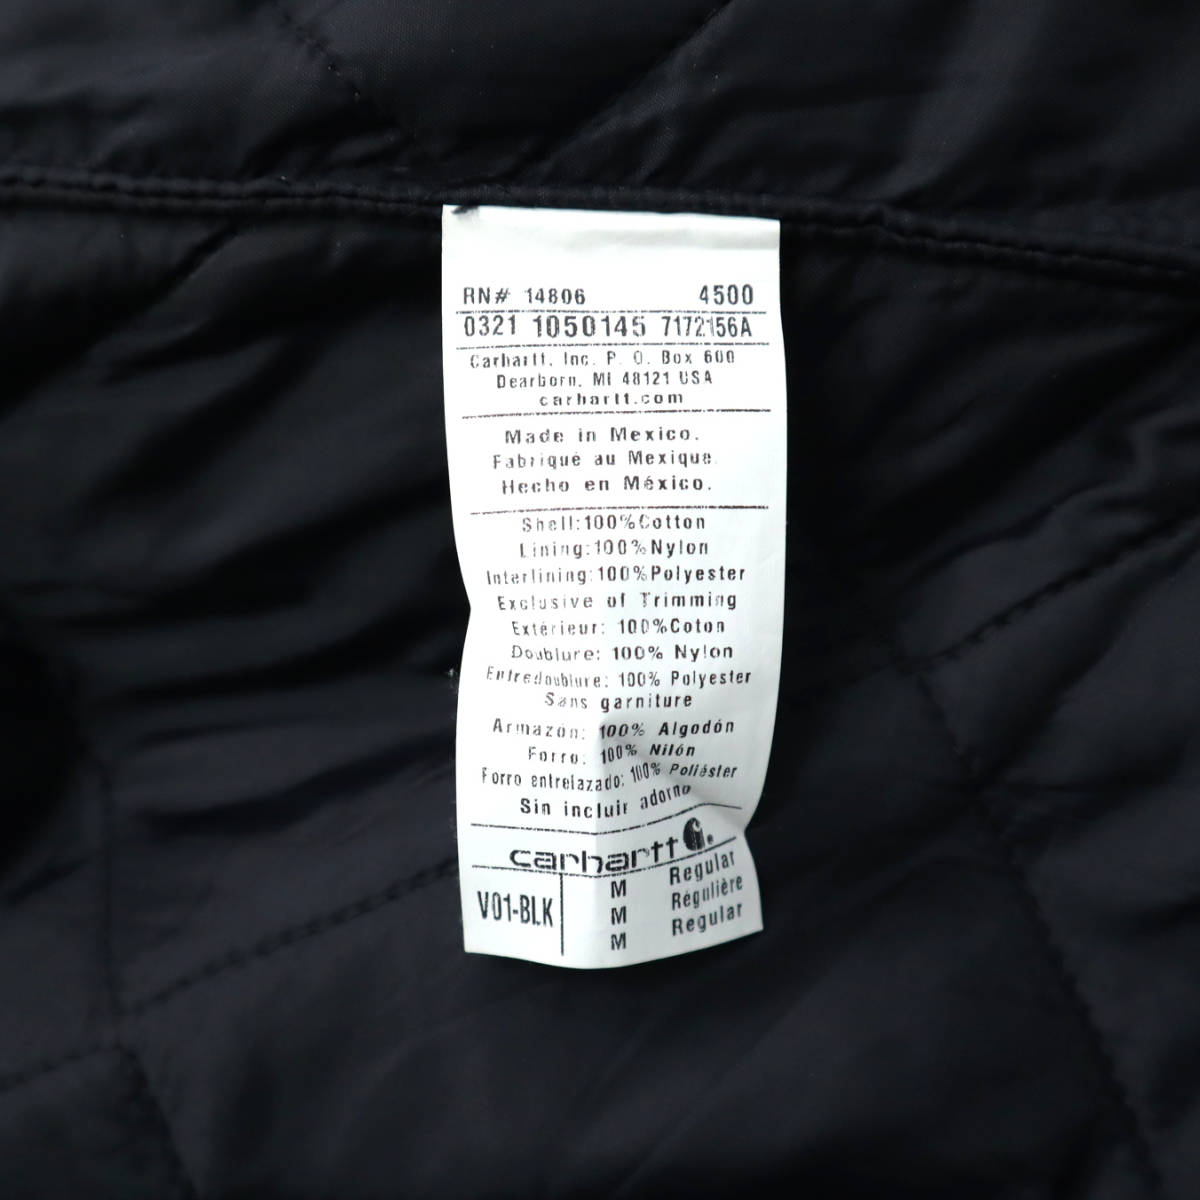 RN# 14806 4500
0321 1050145 7172156A
Carhartt, Inc. P. O. Box 600
Dearborn, MI 48121 USA
carhartt.com
Made in Mexico.
Fabriqué au Mexique.
Hecho en México.
Shell:100%Cotton
Lining:100%Nylon
Interlining:100%Polyester
Exclusive of Trimming
Extérieur: 100%Coton
Doublure: 100% Nylon
Entredoublure: 100% Polyester
Sans garniture
Armazón: 100% Algodón
Forro: 100% Nilón
Forro entrelazado: 100% Poliéster
Sin incluir adorno
carhartt
V01-BLK
M Regular
M Régulière
M Regular